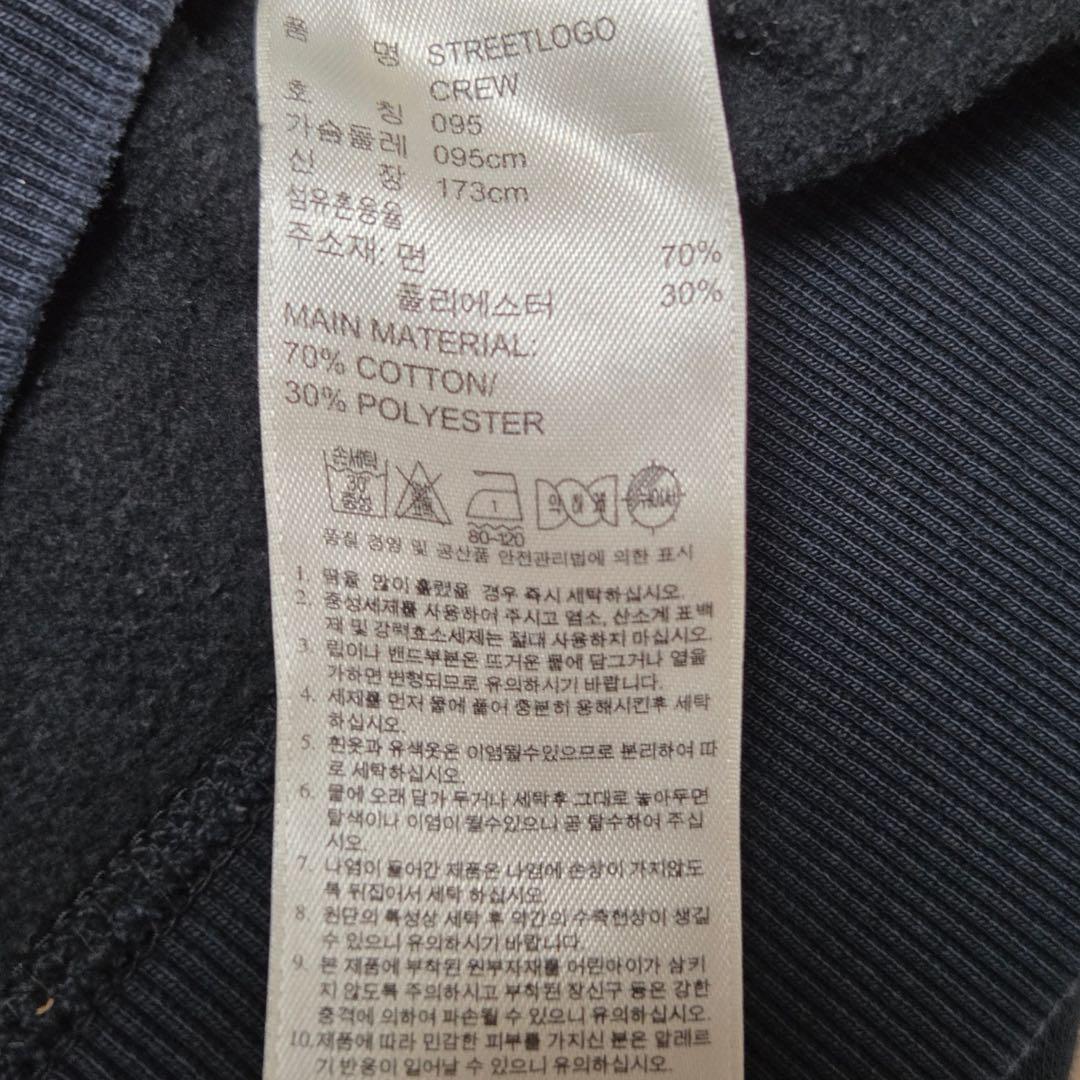 품 명 STREETLOGO
CREW
호 칭 095
가슴둘레 095cm
신 장 173cm
섬유혼용율
주소재: 면 70%
폴리에스터 30%
MAIN MATERIAL:
70% COTTON/
30% POLYESTER
손세탁
30
중성
1
약 하 게
80-120
품질 경영 및 공산품 안전관리법에 의한 표시
1. 땀을 많이 흘렸을 경우 즉시 세탁하십시오.
2. 중성세제를 사용하여 주시고 염소, 산소계 표백
제 및 강력효소세제는 절대 사용하지 마십시오.
3. 립이나 밴드부분은 뜨거운 물에 담그거나 열을
가하면 변형되므로 유의하시기 바랍니다.
4. 세제를 먼저 물에 풀어 충분히 용해시킨후 세탁
하십시오.
5. 흰옷과 유색옷은 이염될수있으므로 분리하여 따
로 세탁하십시오.
6. 물에 오래 담가 두거나 세탁후 그대로 놓아두면
탈색이나 이염이 될수있으니 곧 탈수하여 주십
시오.
7. 나염이 들어간 제품은 나염에 손상이 가지않도
록 뒤집어서 세탁 하십시오.
8. 원단의 특성상 세탁 후 약간의 수축현상이 생길
수 있으니 유의하시기 바랍니다.
9. 본 제품에 부착된 원부자재를 어린아이가 삼키
지 않도록 주의하시고 부착된 장신구 등은 강한
충격에 의하여 파손될 수 있으니 유의하십시오.
10.제품에 따라 민감한 피부를 가지신 분은 알레르
기 반응이 일어날 수 있으니 유의하십시오.